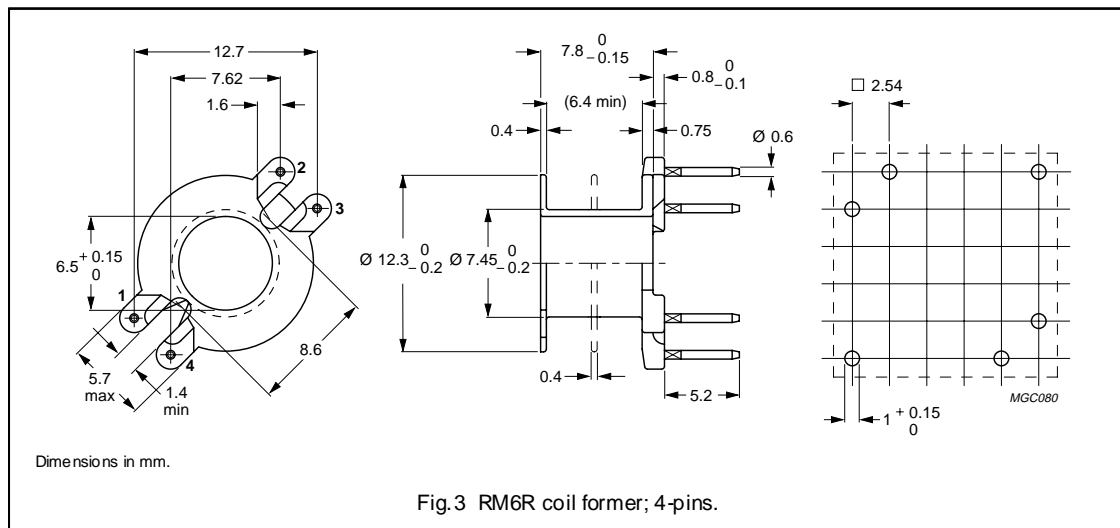 12.7
7.62
1.6
2
3
6.5 + 0.15 0
1
4
5.7 max
1.4 min
8.6
7.8 0 − 0.15
0.8 0 − 0.1
(6.4 min)
0.4
0.75
Ø 0.6
Ø 12.3 0 − 0.2
Ø 7.45 0 − 0.2
0.4
5.2
□ 2.54
MGC080
1 + 0.15 0
Dimensions in mm.
Fig.3 RM6R coil former; 4-pins.